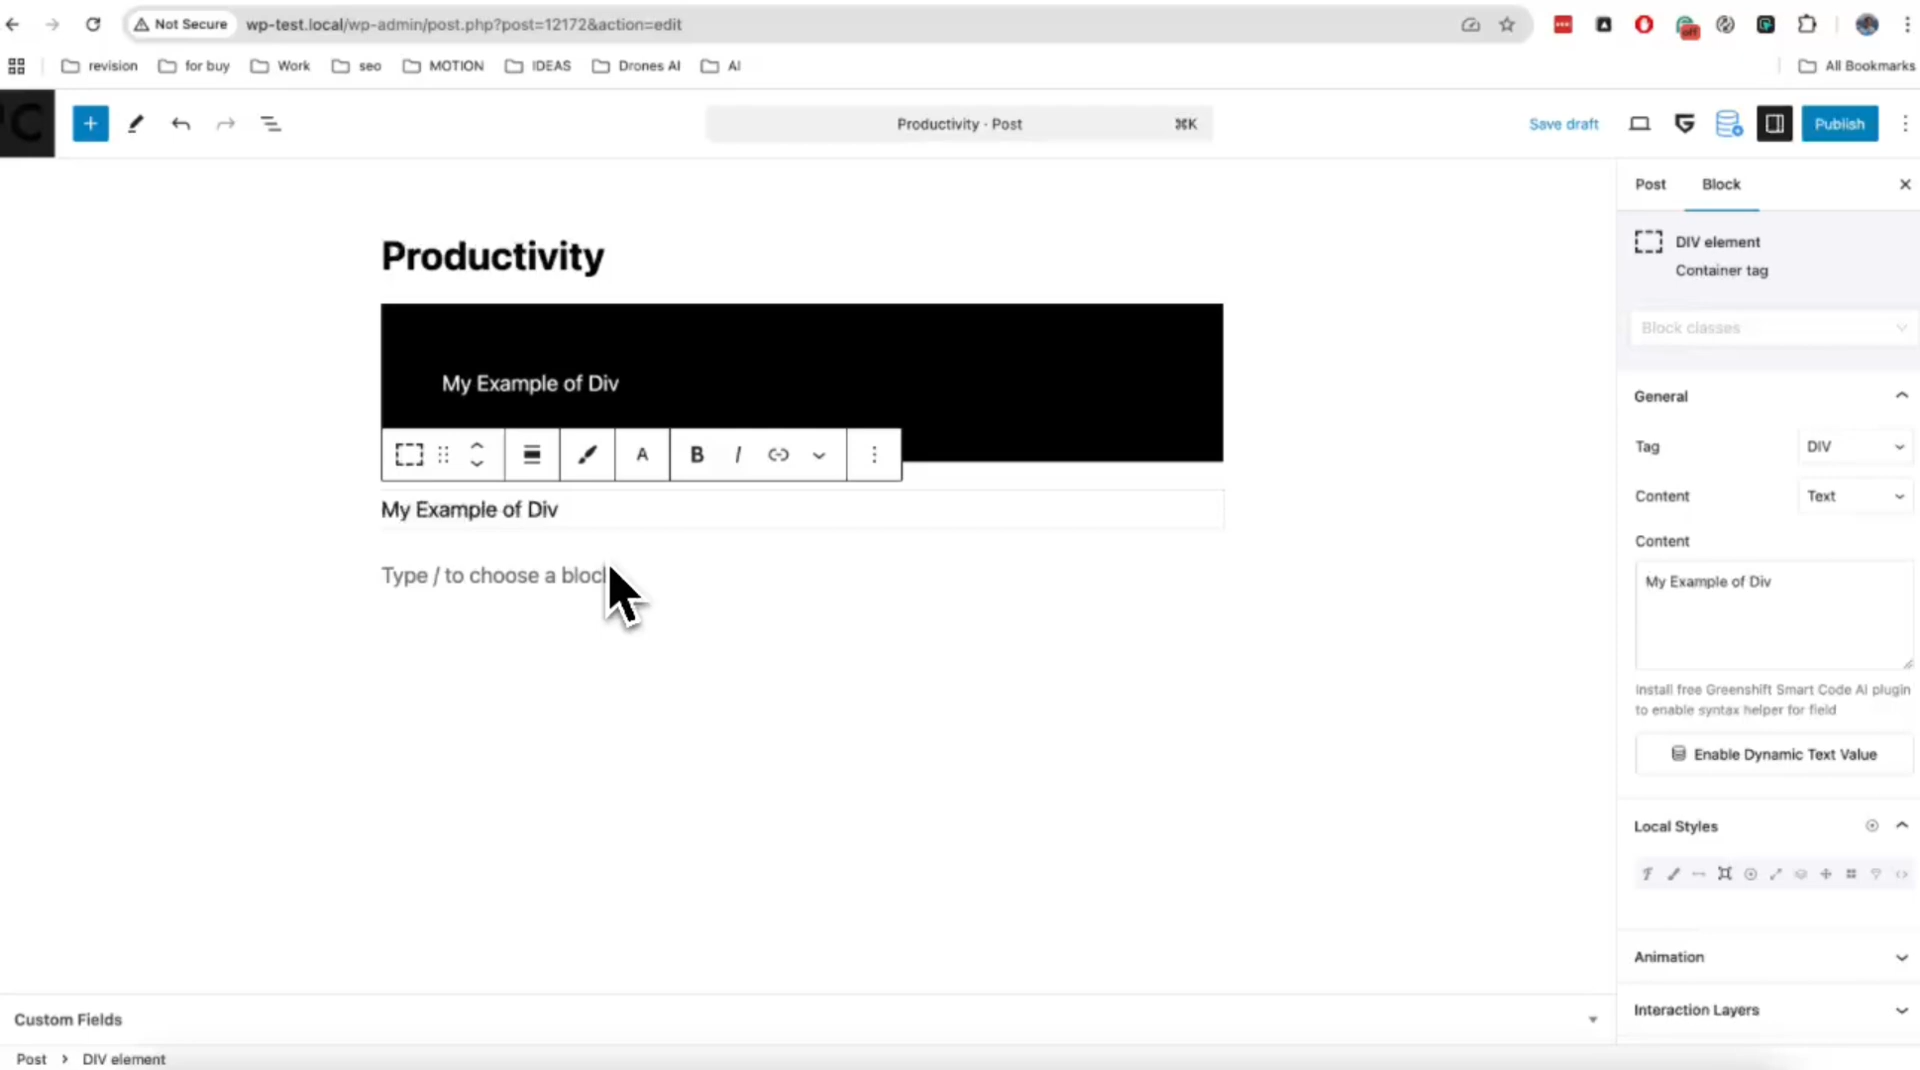 Not Secure wp-test.local/wp-admin/post.php?post=12172&action=edit
off
revision for buy Work seo MOTION IDEAS Drones AI AI All Bookmarks
C
Productivity · Post ⌘K
Save draft
Publish
Post Block
DIV element
Container tag
Block classes
General
Tag DIV
Content Text
Content
My Example of Div
Install free Greenshift Smart Code AI plugin
to enable syntax helper for field
Enable Dynamic Text Value
Local Styles
Animation
Interaction Layers
Productivity
My Example of Div
A B I
My Example of Div
Type / to choose a block
Custom Fields
Post > DIV element